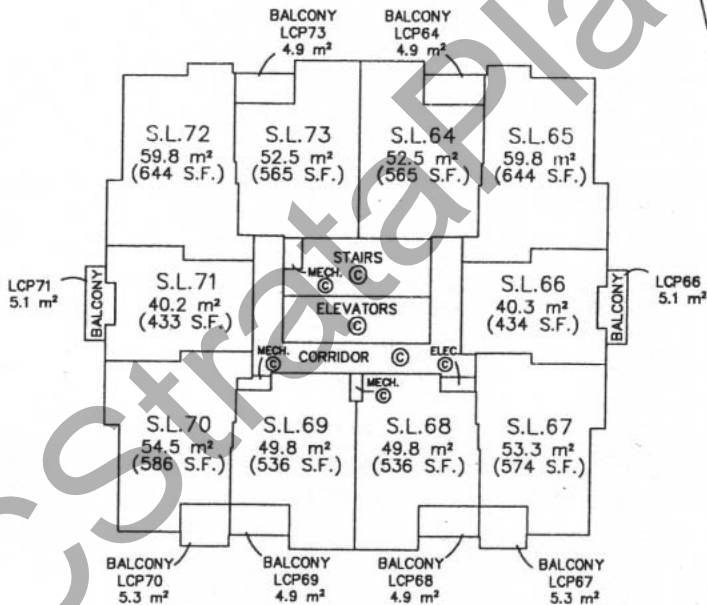 BALCONY
LCP73
4.9 m²
BALCONY
LCP64
4.9 m²
S.L.72
59.8 m²
(644 S.F.)
S.L.73
52.5 m²
(565 S.F.)
S.L.64
52.5 m²
(565 S.F.)
S.L.65
59.8 m²
(644 S.F.)
LCP71
5.1 m²
BALCONY
S.L.71
40.2 m²
(433 S.F.)
STAIRS
C
MECH.
C
ELEVATORS
C
S.L.66
40.3 m²
(434 S.F.)
BALCONY
LCP66
5.1 m²
MECH.
C
CORRIDOR C
ELEC.
C
MECH.
C
S.L.70
54.5 m²
(586 S.F.)
S.L.69
49.8 m²
(536 S.F.)
S.L.68
49.8 m²
(536 S.F.)
S.L.67
53.3 m²
(574 S.F.)
BALCONY
LCP70
5.3 m²
BALCONY
LCP69
4.9 m²
BALCONY
LCP68
4.9 m²
BALCONY
LCP67
5.3 m²
CStrataPla